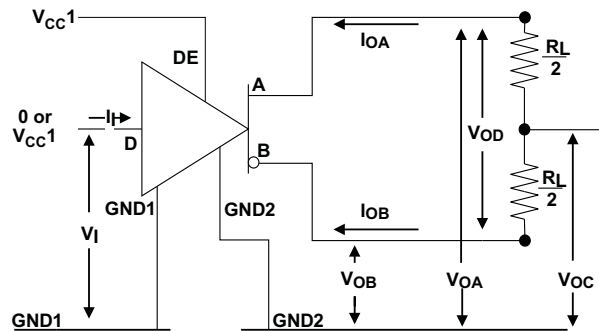 VCC1
DE
IOA
A
RL
2
0 or
VCC1
II
D
VOD
B
RL
2
GND1
GND2
VI
IOB
VOB
VOA
VOC
GND1
GND2